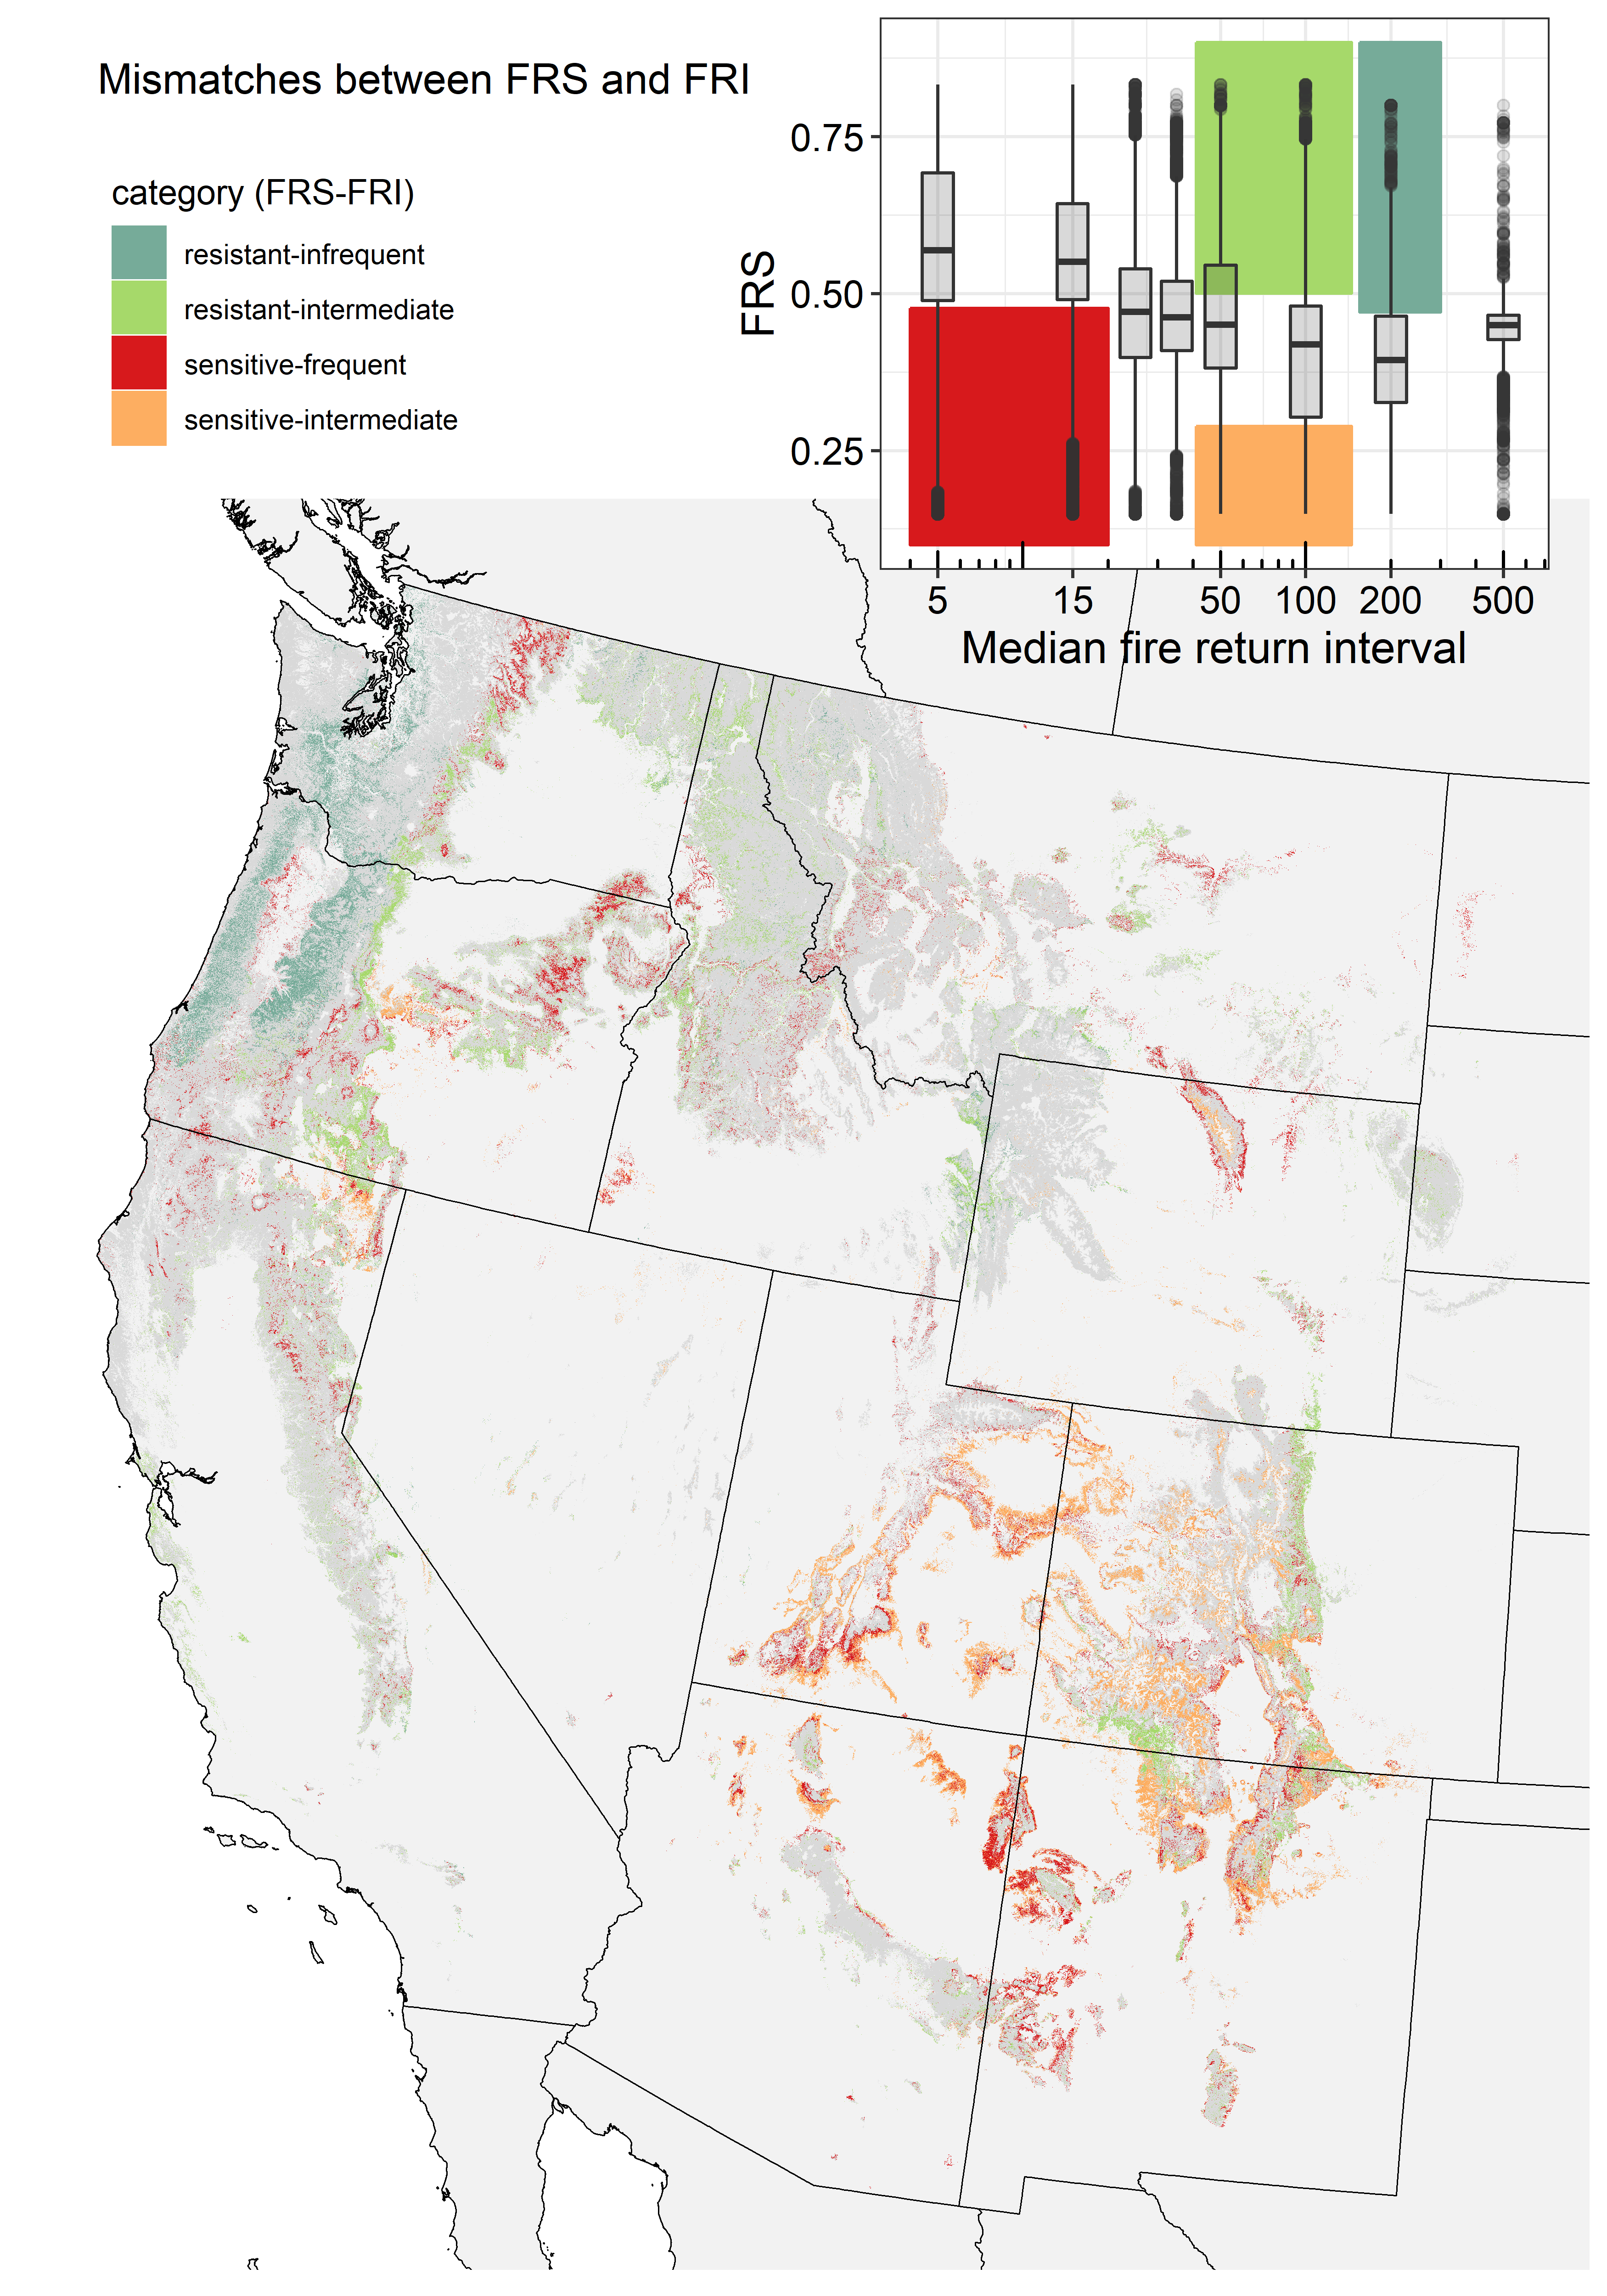 Mismatches between FRS and FRI
category (FRS-FRI)
resistant-infrequent
resistant-intermediate
sensitive-frequent
sensitive-intermediate
FRS
0.75
0.50
0.25
5 15 50 100 200 500
Median fire return interval